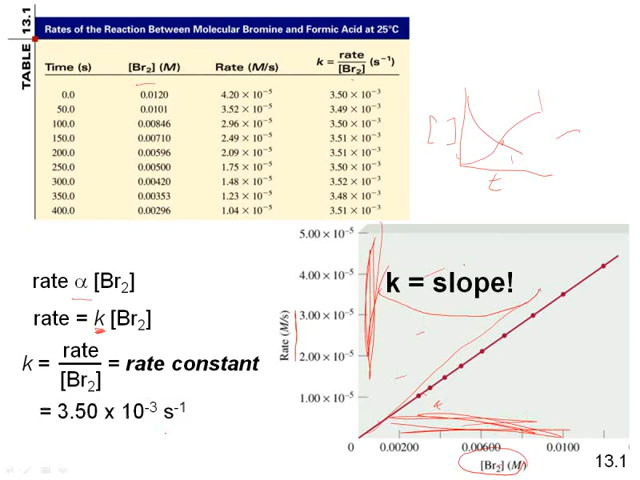 TABLE 13.1
Rates of the Reaction Between Molecular Bromine and Formic Acid at 25°C
Time (s) [Br₂] (M) Rate (M/s) k = rate/[Br₂] (s⁻¹)
0.0 0.0120 4.20 × 10⁻⁵ 3.50 × 10⁻³
50.0 0.0101 3.52 × 10⁻⁵ 3.49 × 10⁻³
100.0 0.00846 2.96 × 10⁻⁵ 3.50 × 10⁻³
150.0 0.00710 2.49 × 10⁻⁵ 3.51 × 10⁻³
200.0 0.00596 2.09 × 10⁻⁵ 3.51 × 10⁻³
250.0 0.00500 1.75 × 10⁻⁵ 3.50 × 10⁻³
300.0 0.00420 1.48 × 10⁻⁵ 3.52 × 10⁻³
350.0 0.00353 1.23 × 10⁻⁵ 3.48 × 10⁻³
400.0 0.00296 1.04 × 10⁻⁵ 3.51 × 10⁻³
[ ]
t
rate α [Br₂]
rate = k [Br₂]
k = rate/[Br₂] = rate constant
= 3.50 x 10⁻³ s⁻¹
k = slope!
5.00 × 10⁻⁵
4.00 × 10⁻⁵
3.00 × 10⁻⁵
2.00 × 10⁻⁵
1.00 × 10⁻⁵
Rate (M/s)
0 0.00200 0.00600 0.0100
[Br₂] (M)
13.1